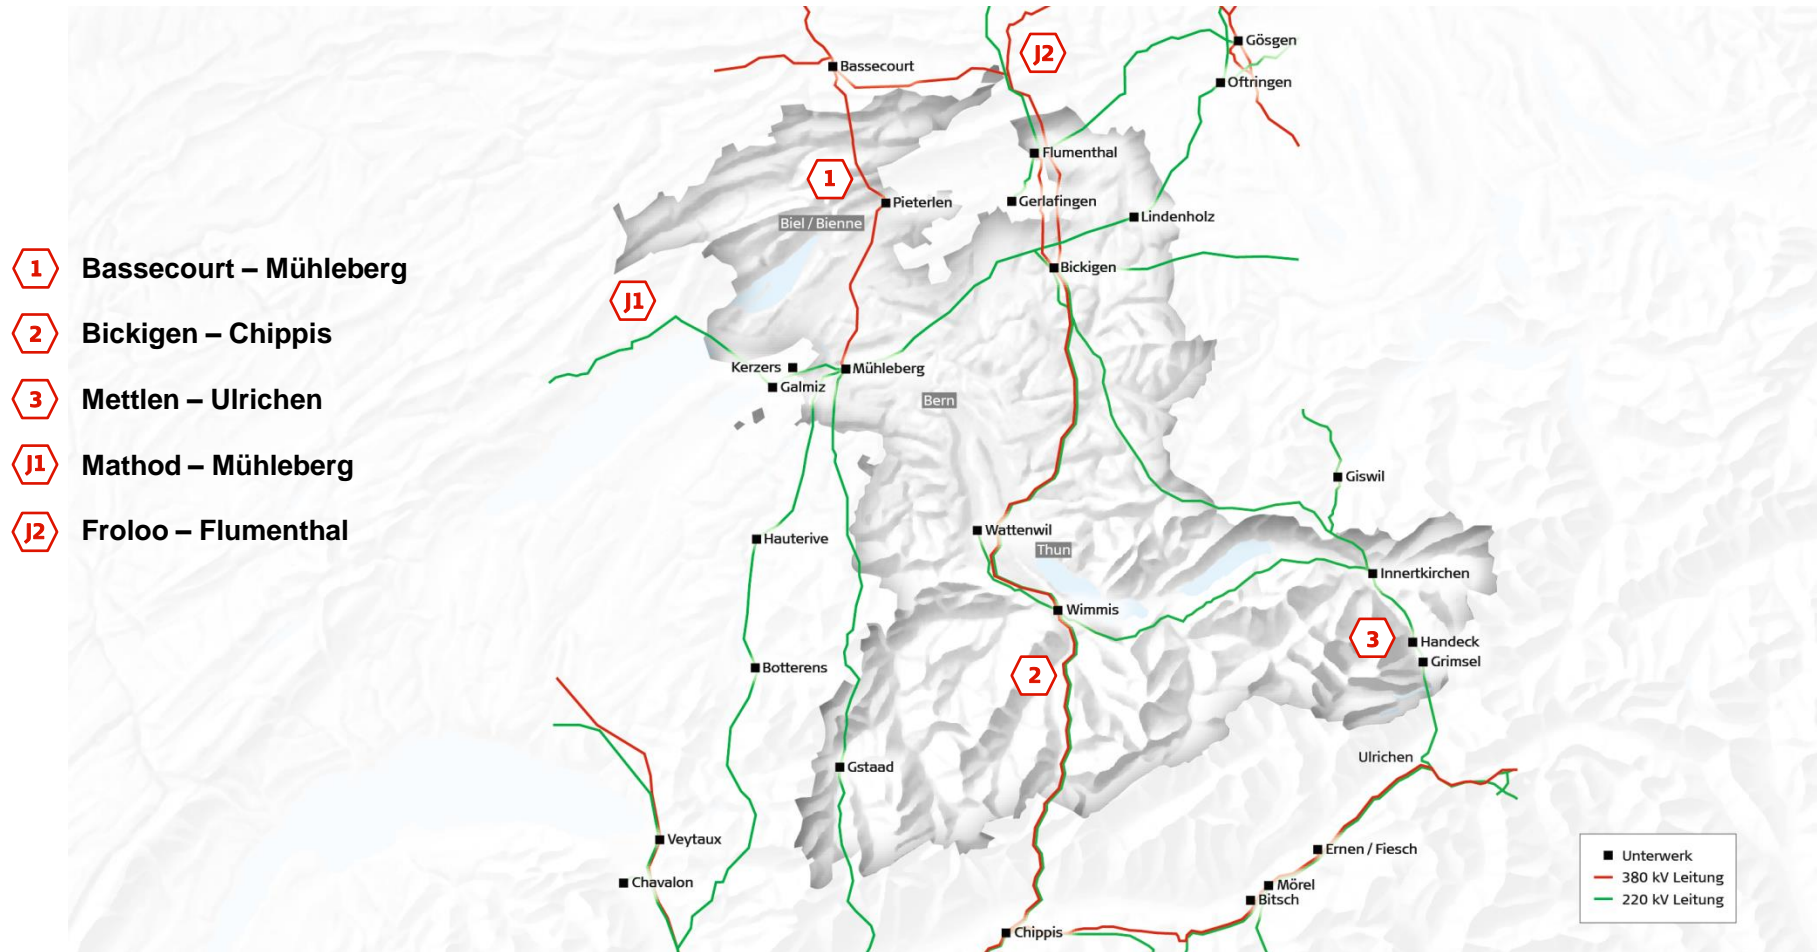 1 Bassecourt – Mühleberg
2 Bickigen – Chippis
3 Mettlen – Ulrichen
J1 Mathod – Mühleberg
J2 Froloo – Flumenthal
J2
Gösgen
Bassecourt
Oftringen
Flumenthal
1
Pieterlen
Gerlafingen
Lindenholz
Biel / Bienne
Bickigen
J1
Kerzers
Mühleberg
Galmiz
Bern
Giswil
Wattenwil
Hauterive
Thun
Innertkirchen
Wimmis
3
Handeck
Grimsel
Botterens
2
Ulrichen
Gstaad
Veytaux
Ernen / Fiesch
Chavalon
Mörel
Bitsch
Chippis
Unterwerk
380 kV Leitung
220 kV Leitung